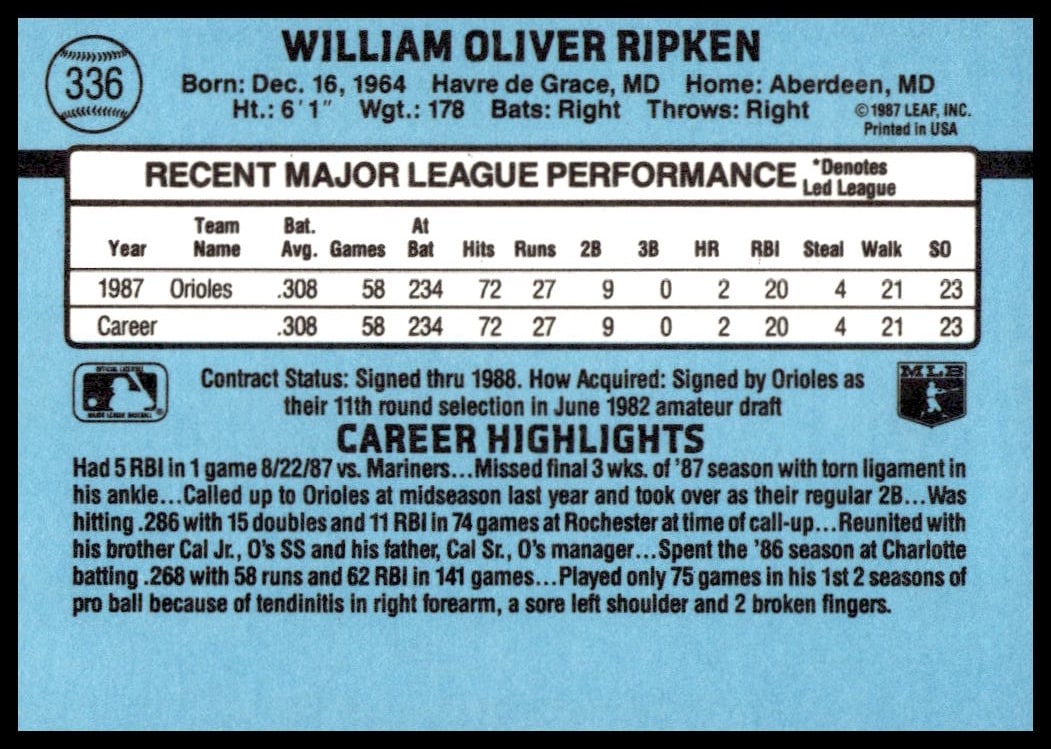 336
WILLIAM OLIVER RIPKEN
Born: Dec. 16, 1964 Havre de Grace, MD Home: Aberdeen, MD
Ht.: 6'1" Wgt.: 178 Bats: Right Throws: Right
©1987 LEAF, INC.
Printed in USA
RECENT MAJOR LEAGUE PERFORMANCE *Denotes
Led League
Year Team Name Bat. Avg. Games At Bat Hits Runs 2B 3B HR RBI Steal Walk SO
1987 Orioles .308 58 234 72 27 9 0 2 20 4 21 23
Career .308 58 234 72 27 9 0 2 20 4 21 23
OFFICIAL LICENSEE
MAJOR LEAGUE BASEBALL
®
MLB
Contract Status: Signed thru 1988. How Acquired: Signed by Orioles as
their 11th round selection in June 1982 amateur draft
CAREER HIGHLIGHTS
Had 5 RBI in 1 game 8/22/87 vs. Mariners...Missed final 3 wks. of '87 season with torn ligament in
his ankle...Called up to Orioles at midseason last year and took over as their regular 2B...Was
hitting .286 with 15 doubles and 11 RBI in 74 games at Rochester at time of call-up...Reunited with
his brother Cal Jr., O's SS and his father, Cal Sr., O's manager...Spent the '86 season at Charlotte
batting .268 with 58 runs and 62 RBI in 141 games...Played only 75 games in his 1st 2 seasons of
pro ball because of tendinitis in right forearm, a sore left shoulder and 2 broken fingers.